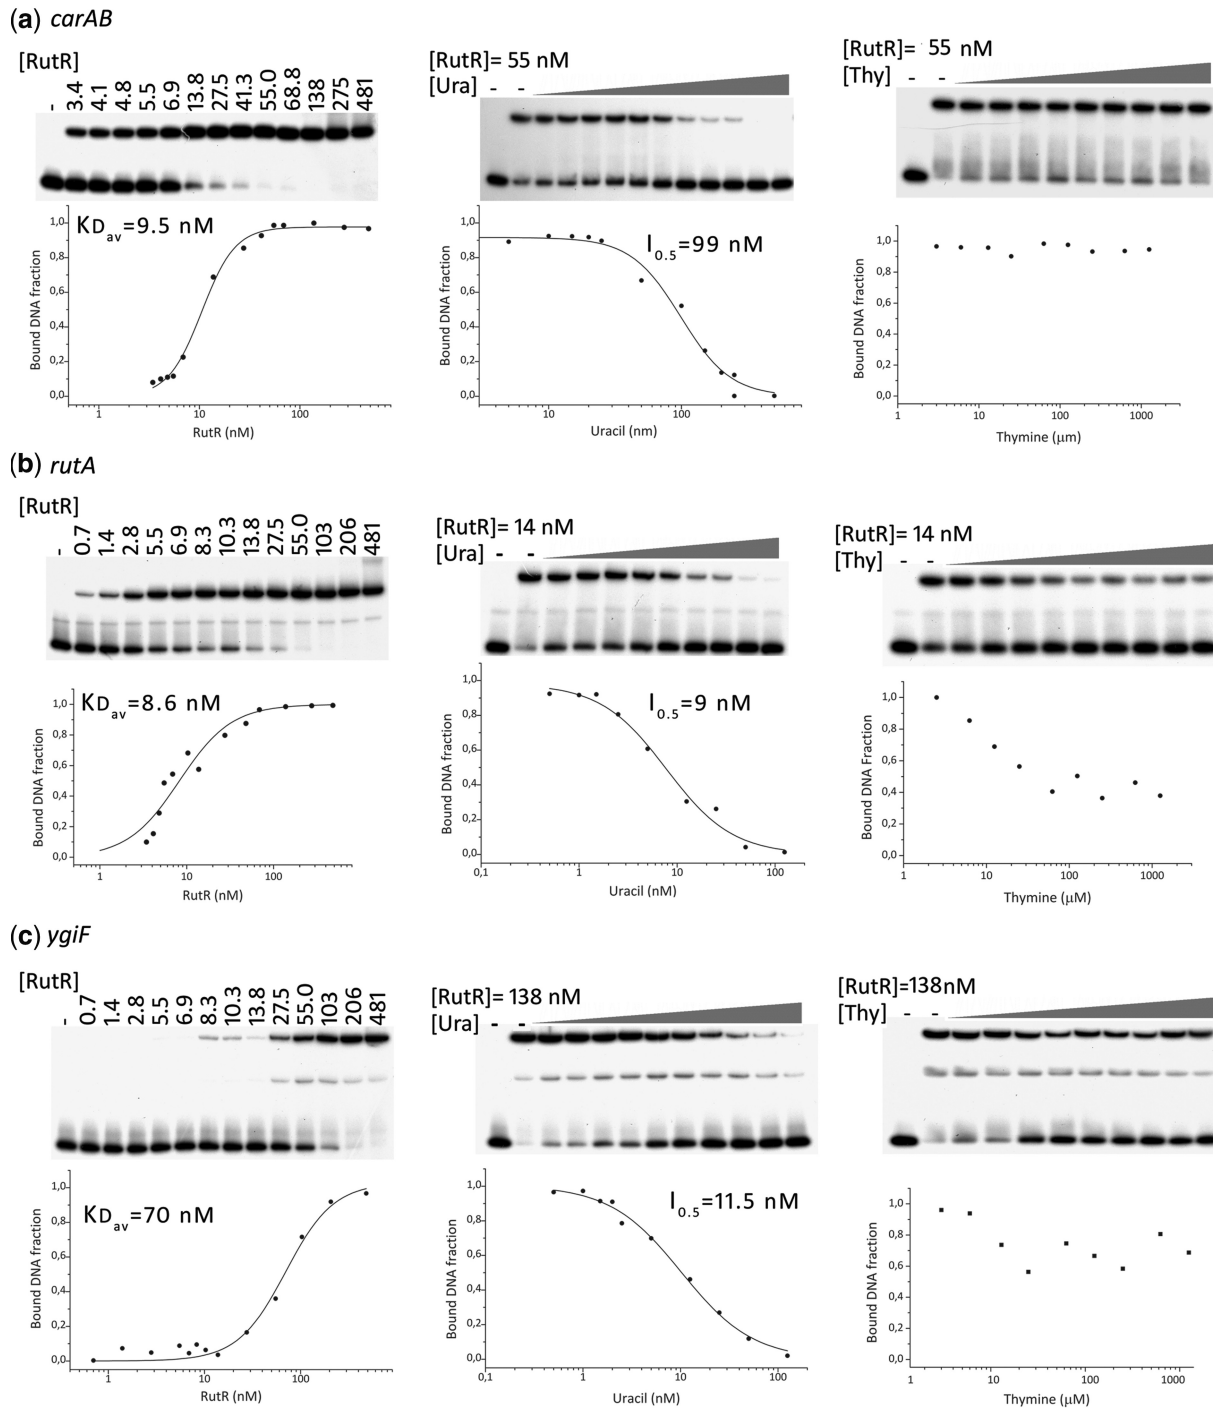 (a) carAB
[RutR]
- 3.4 4.1 4.8 5.5 6.9 13.8 27.5 41.3 55.0 68.8 138 275 481
KDav=9.5 nM
Bound DNA fraction
1,0
0,8
0,6
0,4
0,2
0,0
1 10 100
RutR (nM)
[RutR]= 55 nM
[Ura] - -
I0.5=99 nM
Bound DNA fraction
1,0
0,8
0,6
0,4
0,2
0,0
10 100
Uracil (nm)
[RutR]= 55 nM
[Thy] - -
Bound DNA fraction
1,0
0,8
0,6
0,4
0,2
0,0
1 10 100 1000
Thymine (μm)
(b) rutA
[RutR]
- 0.7 1.4 2.8 5.5 6.9 8.3 10.3 13.8 27.5 55.0 103 206 481
KDav=8.6 nM
Bound DNA fraction
1,0
0,8
0,6
0,4
0,2
0,0
1 10 100
RutR (nM)
[RutR]= 14 nM
[Ura] - -
I0.5=9 nM
Bound DNA fraction
1,0
0,8
0,6
0,4
0,2
0,0
0,1 1 10 100
Uracil (nM)
[RutR]= 14 nM
[Thy] - -
Bound DNA Fraction
1,0
0,8
0,6
0,4
0,2
0,0
1 10 100 1000
Thymine (μM)
(c) ygiF
[RutR]
- 0.7 1.4 2.8 5.5 6.9 8.3 10.3 13.8 27.5 55.0 103 206 481
KDav=70 nM
Bound DNA fraction
1,0
0,8
0,6
0,4
0,2
0,0
1 10 100
RutR (nM)
[RutR]= 138 nM
[Ura] - -
I0.5=11.5 nM
Bound DNA fraction
1,0
0,8
0,6
0,4
0,2
0,0
0,1 1 10 100
Uracil (nM)
[RutR]=138nM
[Thy] - -
Bound DNA fraction
1,0
0,8
0,6
0,4
0,2
0,0
1 10 100 1000
Thymine (μM)